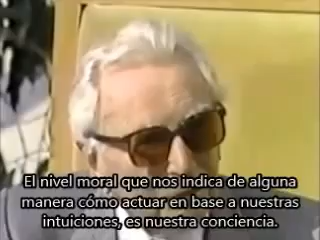 El nivel moral que nos indica de alguna
manera cómo actuar en base a nuestras
intuiciones, es nuestra conciencia.